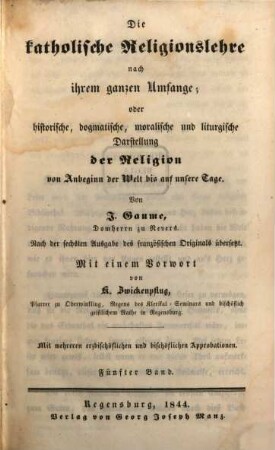 Die
katholische Religionslehre
nach
ihrem ganzen Umfange;
oder
historische, dogmatische, moralische und liturgische
Darstellung
der Religion
von Anbeginn der Welt bis auf unsere Tage.
Von
J. Gaume,
Domherrn zu Nevers.
Nach der sechsten Ausgabe des französischen Originals übersetzt.
Mit einem Vorwort
von
K. Zwickenpflug,
Pfarrer zu Oberwinkling, Regens des Klerikal-Seminars und bischöflich
geistlichem Rathe in Regensburg.
Mit mehreren erzbischöflichen und bischöflichen Approbationen.
Fünfter Band.
Regensburg, 1844.
Verlag von Georg Joseph Manz.